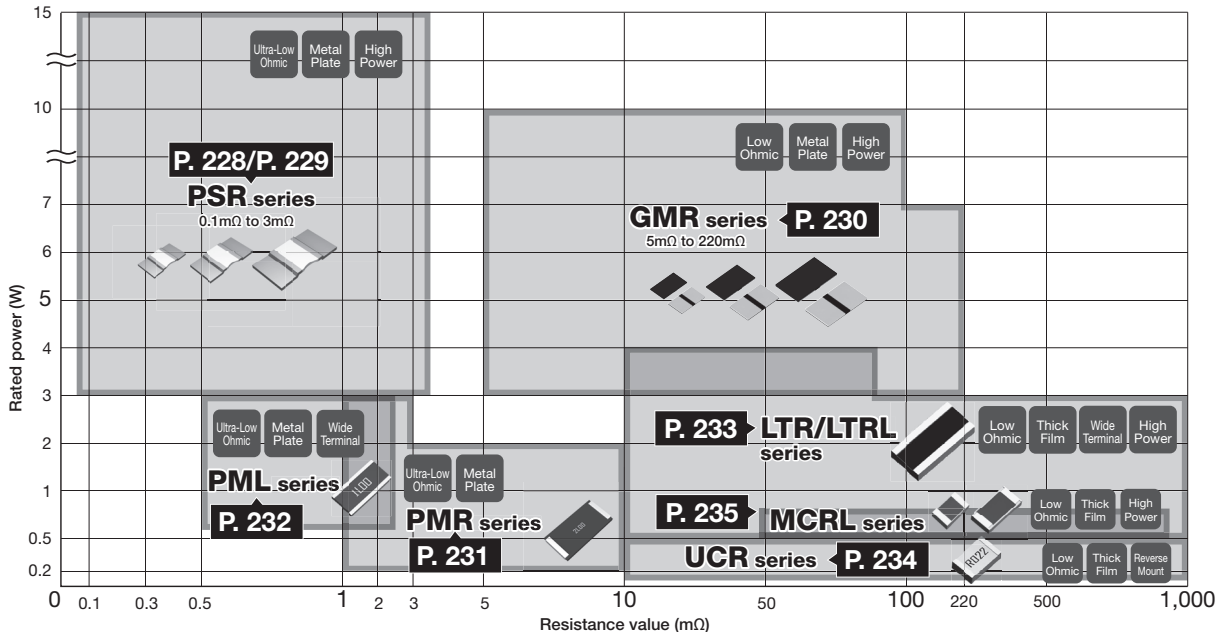 15
10
7
6
5
4
3
2
1
0.5
0.2
Rated power (W)
Ultra-Low
Ohmic
Metal
Plate
High
Power
P. 228/P. 229
PSR series
0.1mΩ to 3mΩ
Low
Ohmic
Metal
Plate
High
Power
GMR series
P. 230
5mΩ to 220mΩ
Ultra-Low
Ohmic
Metal
Plate
Wide
Terminal
PML series
P. 232
Ultra-Low
Ohmic
Metal
Plate
PMR series
P. 231
P. 233
LTR/LTRL
series
Low
Ohmic
Thick
Film
Wide
Terminal
High
Power
P. 235
MCRL series
Low
Ohmic
Thick
Film
High
Power
UCR series
P. 234
R022
Low
Ohmic
Thick
Film
Reverse
Mount
0 0.1 0.3 0.5 1 2 3 5 10 50 100 220 500 1,000
Resistance value (mΩ)